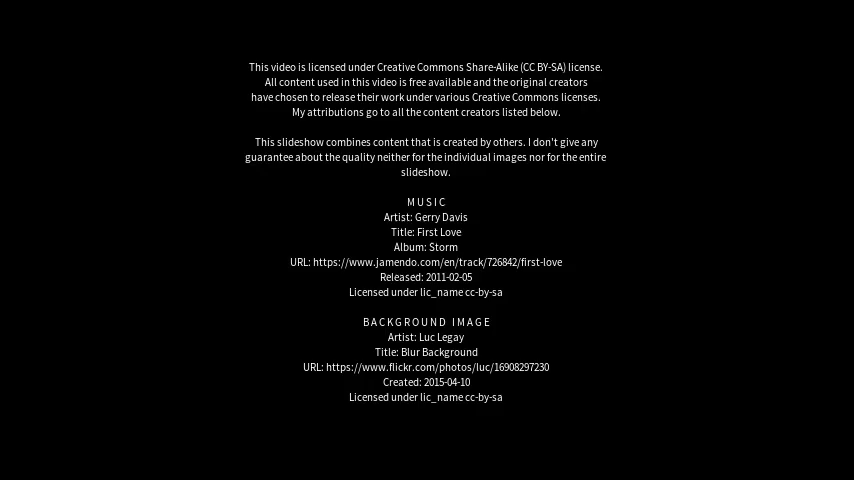 This video is licensed under Creative Commons Share-Alike (CC BY-SA) license.
All content used in this video is free available and the original creators
have chosen to release their work under various Creative Commons licenses.
My attributions go to all the content creators listed below.
This slideshow combines content that is created by others. I don't give any
guarantee about the quality neither for the individual images nor for the entire
slideshow.
MUSIC
Artist: Gerry Davis
Title: First Love
Album: Storm
URL: https://www.jamendo.com/en/track/726842/first-love
Released: 2011-02-05
Licensed under lic_name cc-by-sa
BACKGROUND IMAGE
Artist: Luc Legay
Title: Blur Background
URL: https://www.flickr.com/photos/luc/16908297230
Created: 2015-04-10
Licensed under lic_name cc-by-sa